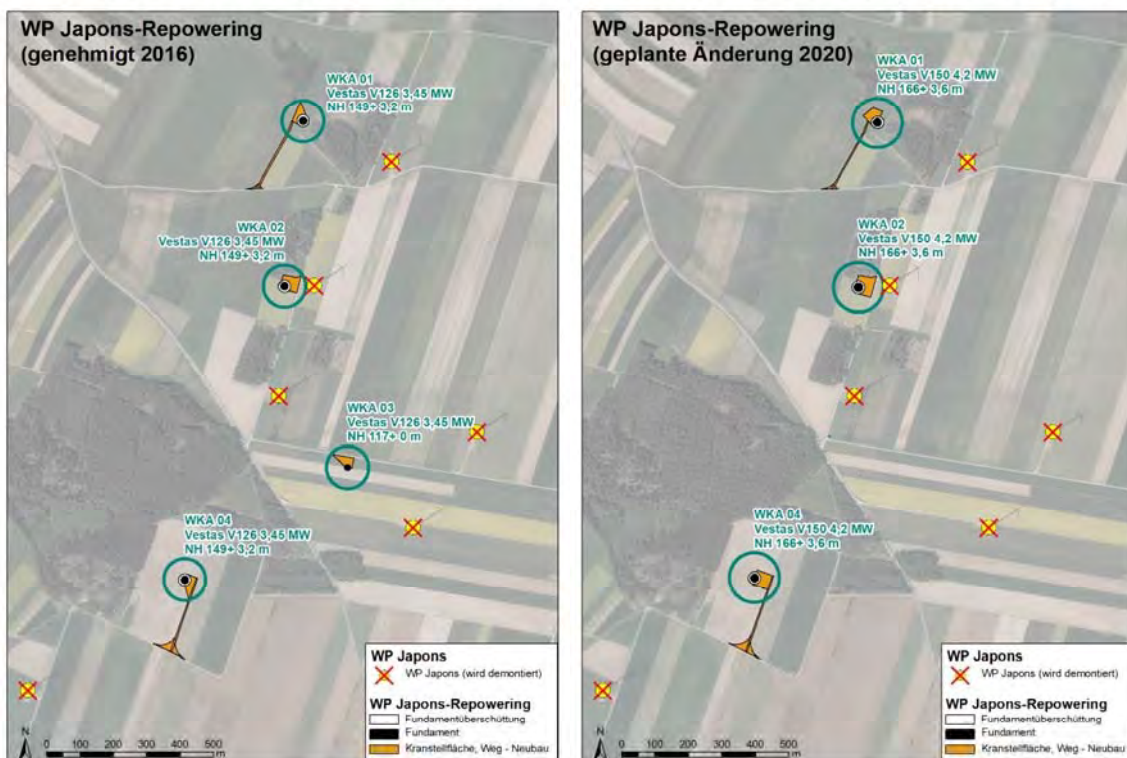 WP Japons-Repowering
(genehmigt 2016)
WKA 01
Vestas V126 3,45 MW
NH 149+ 3,2 m
WKA 02
Vestas V126 3,45 MW
NH 149+ 3,2 m
WKA 03
Vestas V126 3,45 MW
NH 117+ 0 m
WKA 04
Vestas V126 3,45 MW
NH 149+ 3,2 m
WP Japons
WP Japons (wird demontiert)
WP Japons-Repowering
Fundamentüberschüttung
Fundament
Kranstellfläche, Weg - Neubau
N
0 100 200 300 400 500
m
WP Japons-Repowering
(geplante Änderung 2020)
WKA 01
Vestas V150 4,2 MW
NH 166+ 3,6 m
WKA 02
Vestas V150 4,2 MW
NH 166+ 3,6 m
WKA 04
Vestas V150 4,2 MW
NH 166+ 3,6 m
WP Japons
WP Japons (wird demontiert)
WP Japons-Repowering
Fundamentüberschüttung
Fundament
Kranstellfläche, Weg - Neubau
N
0 100 200 300 400 500
m